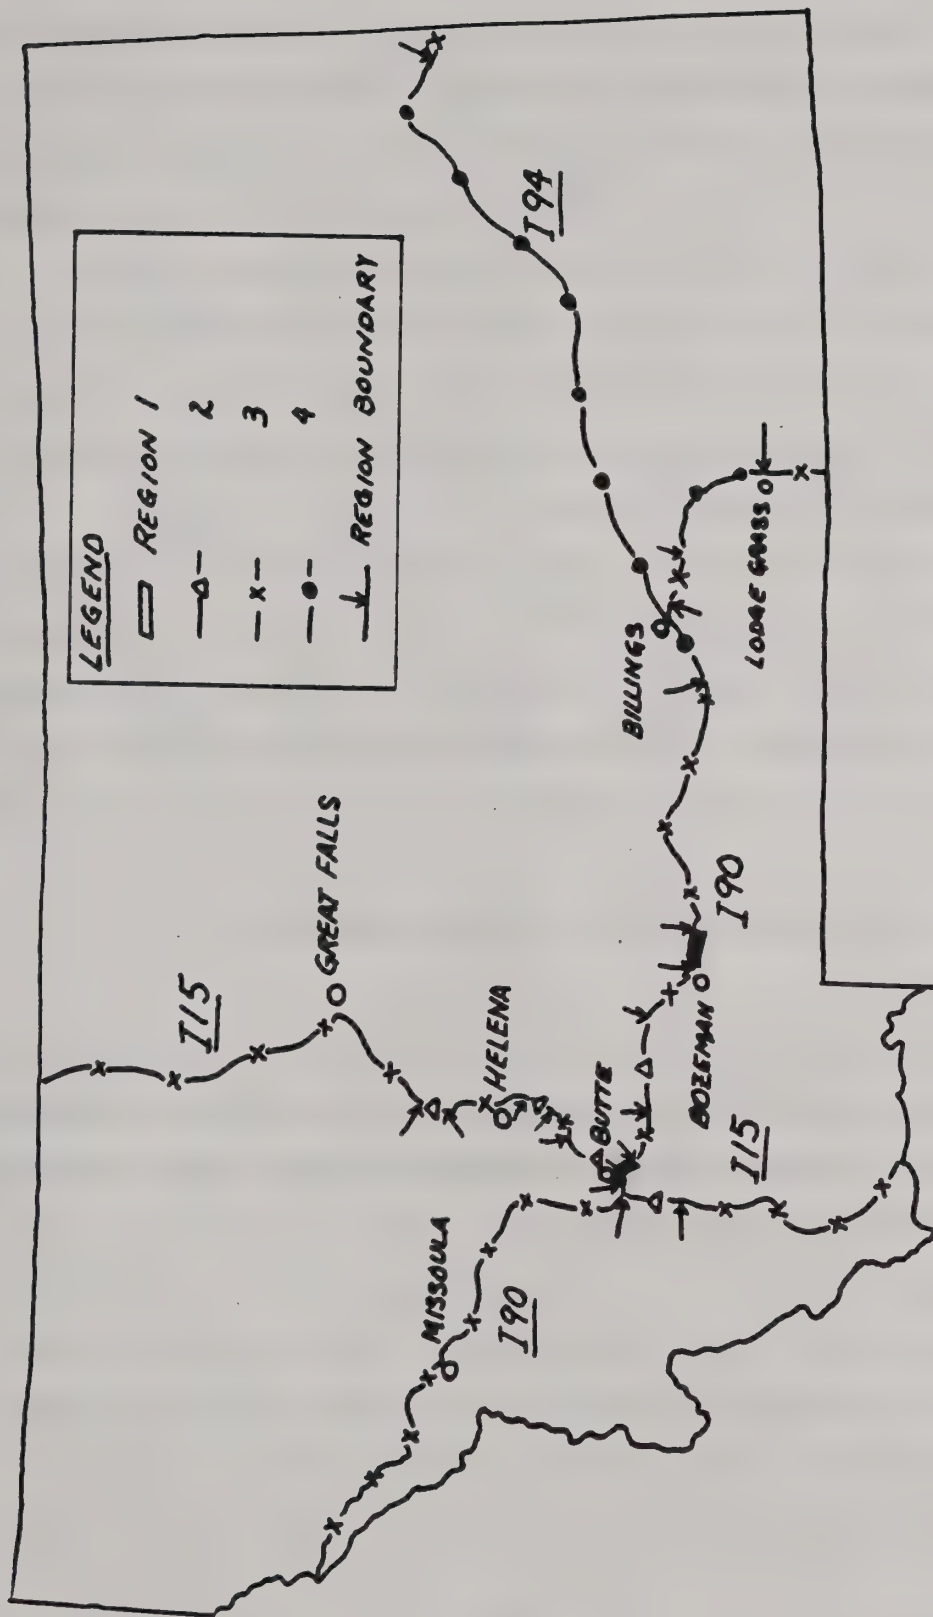 LEGEND
REGION 1
2
3
4
REGION BOUNDARY
I15
GREAT FALLS
HELENA
MISSOULA
I90
BUTTE
I15
BOZEMAN
I90
BILLINGS
I94
LODGE GRASS